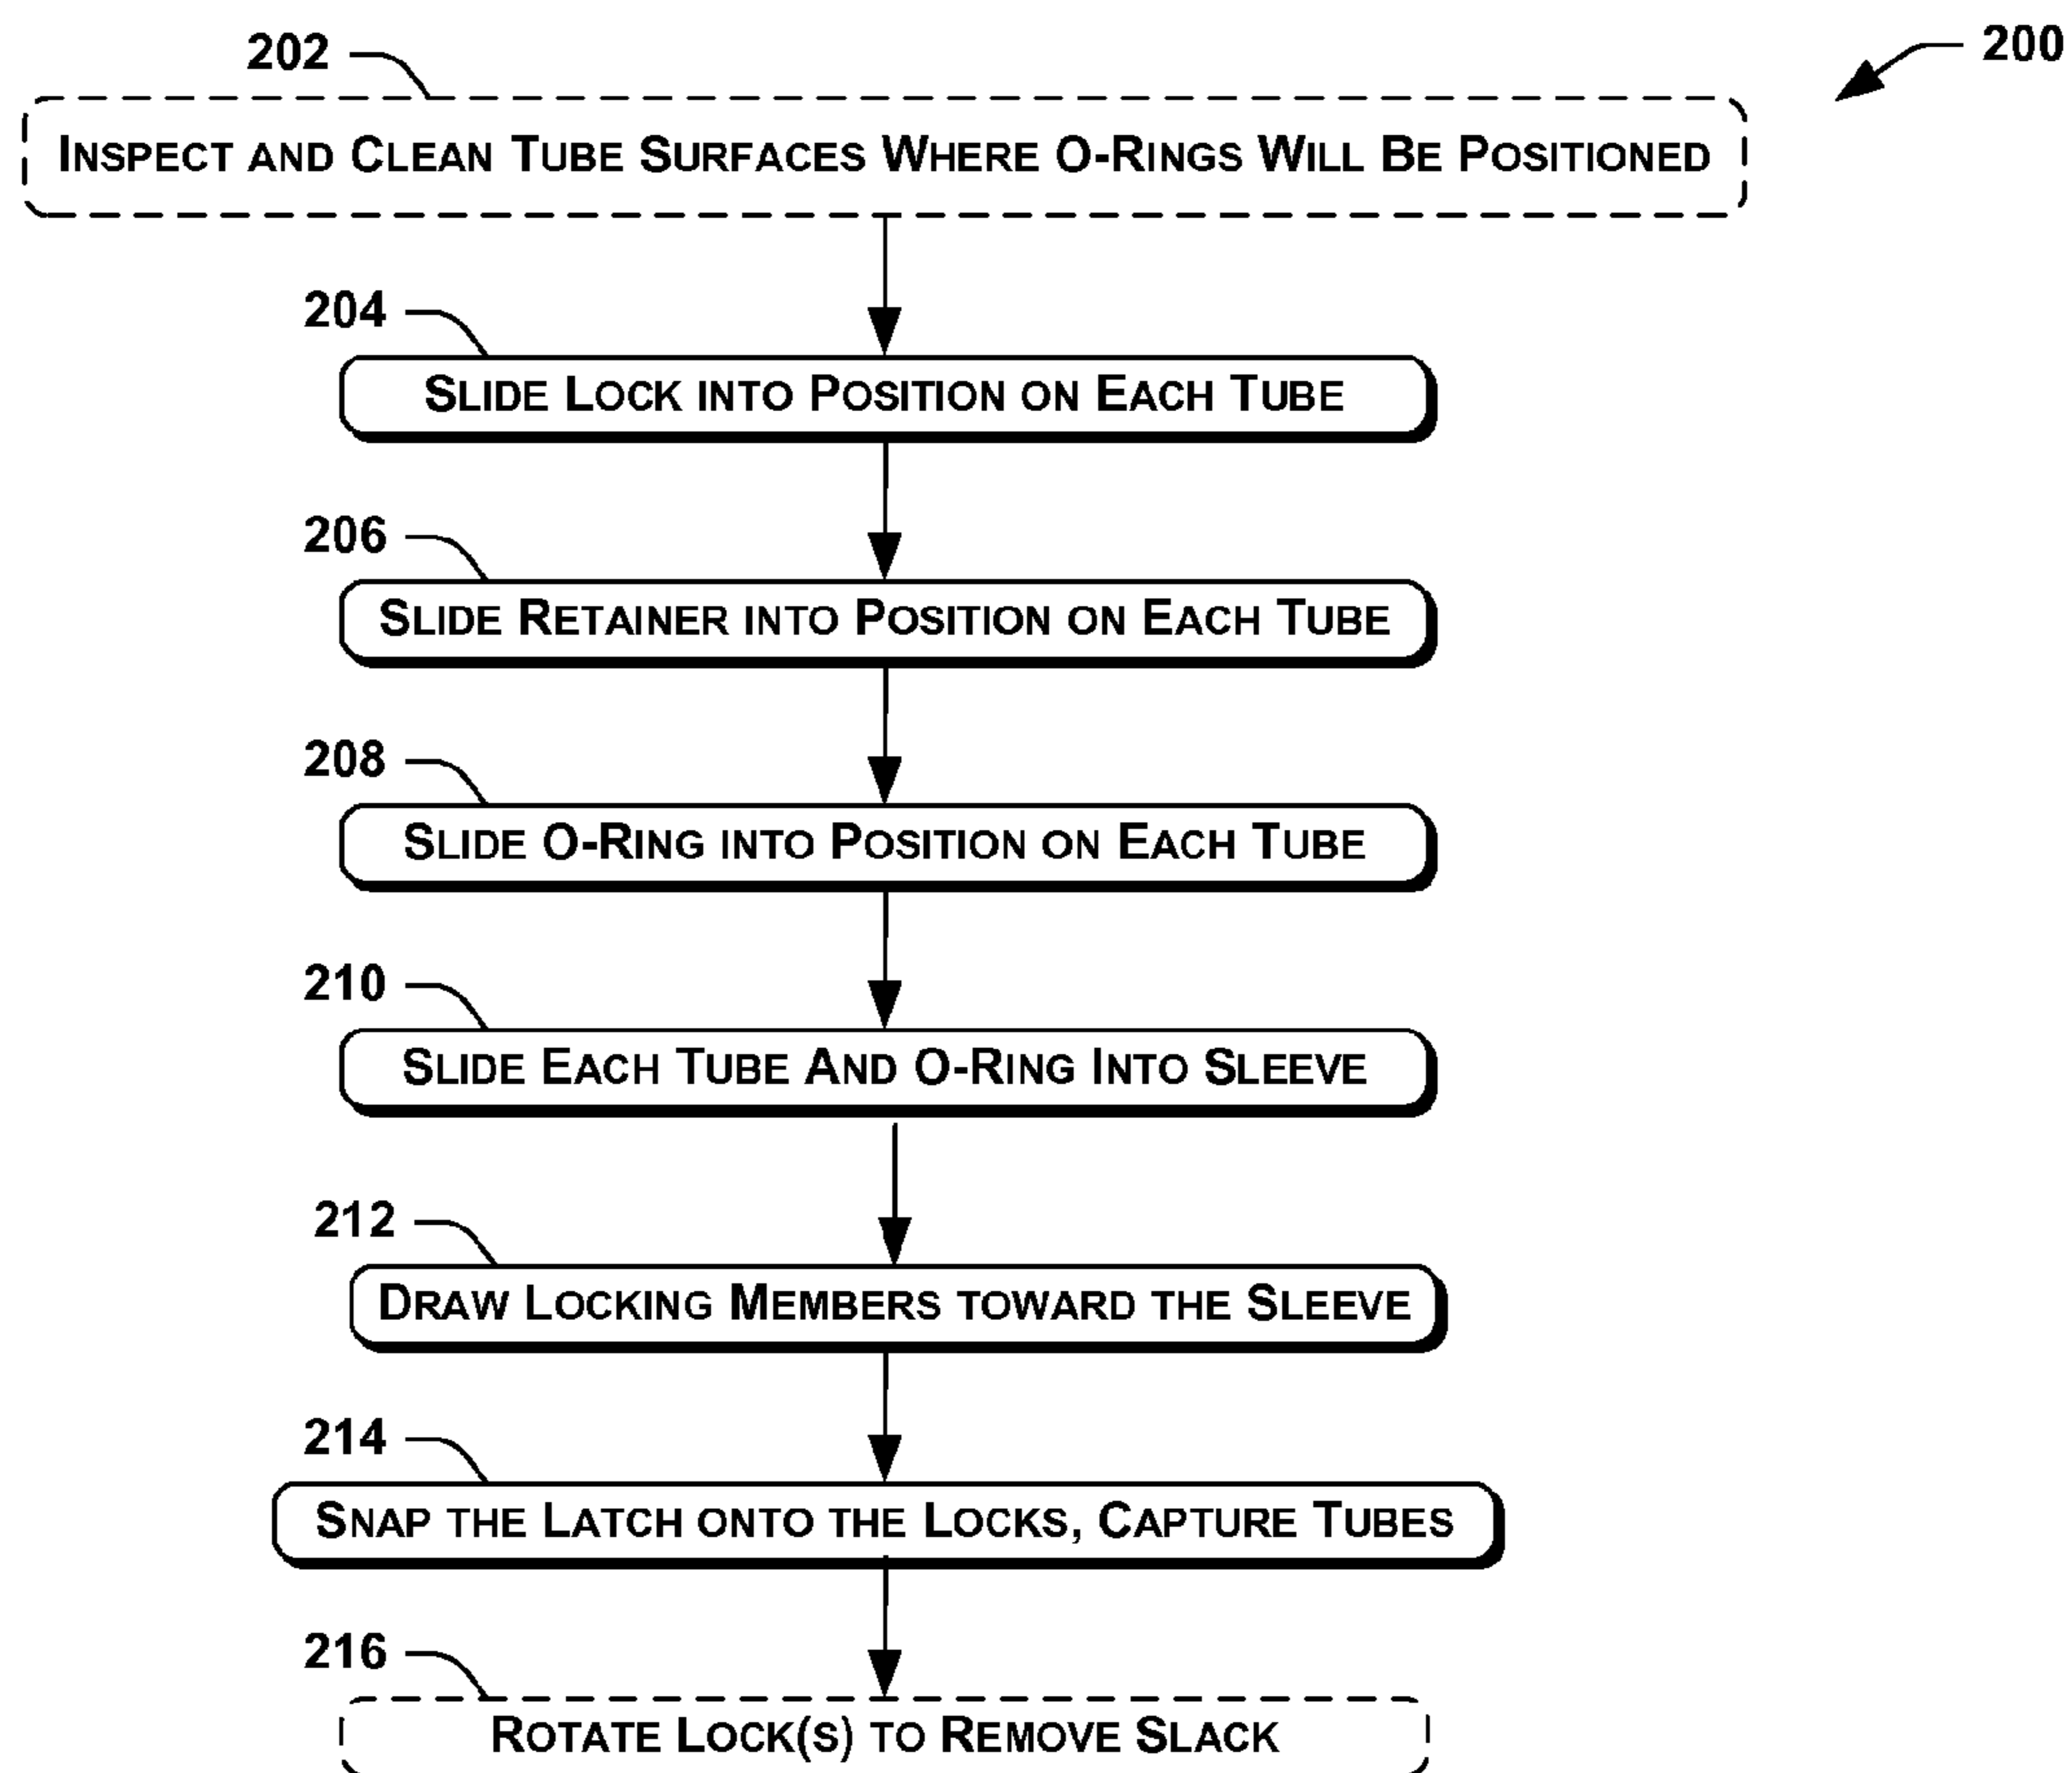 200
202
INSPECT AND CLEAN TUBE SURFACES WHERE O-RINGS WILL BE POSITIONED
204
SLIDE LOCK INTO POSITION ON EACH TUBE
206
SLIDE RETAINER INTO POSITION ON EACH TUBE
208
SLIDE O-RING INTO POSITION ON EACH TUBE
210
SLIDE EACH TUBE AND O-RING INTO SLEEVE
212
DRAW LOCKING MEMBERS TOWARD THE SLEEVE
214
SNAP THE LATCH ONTO THE LOCKS, CAPTURE TUBES
216
ROTATE LOCK(S) TO REMOVE SLACK